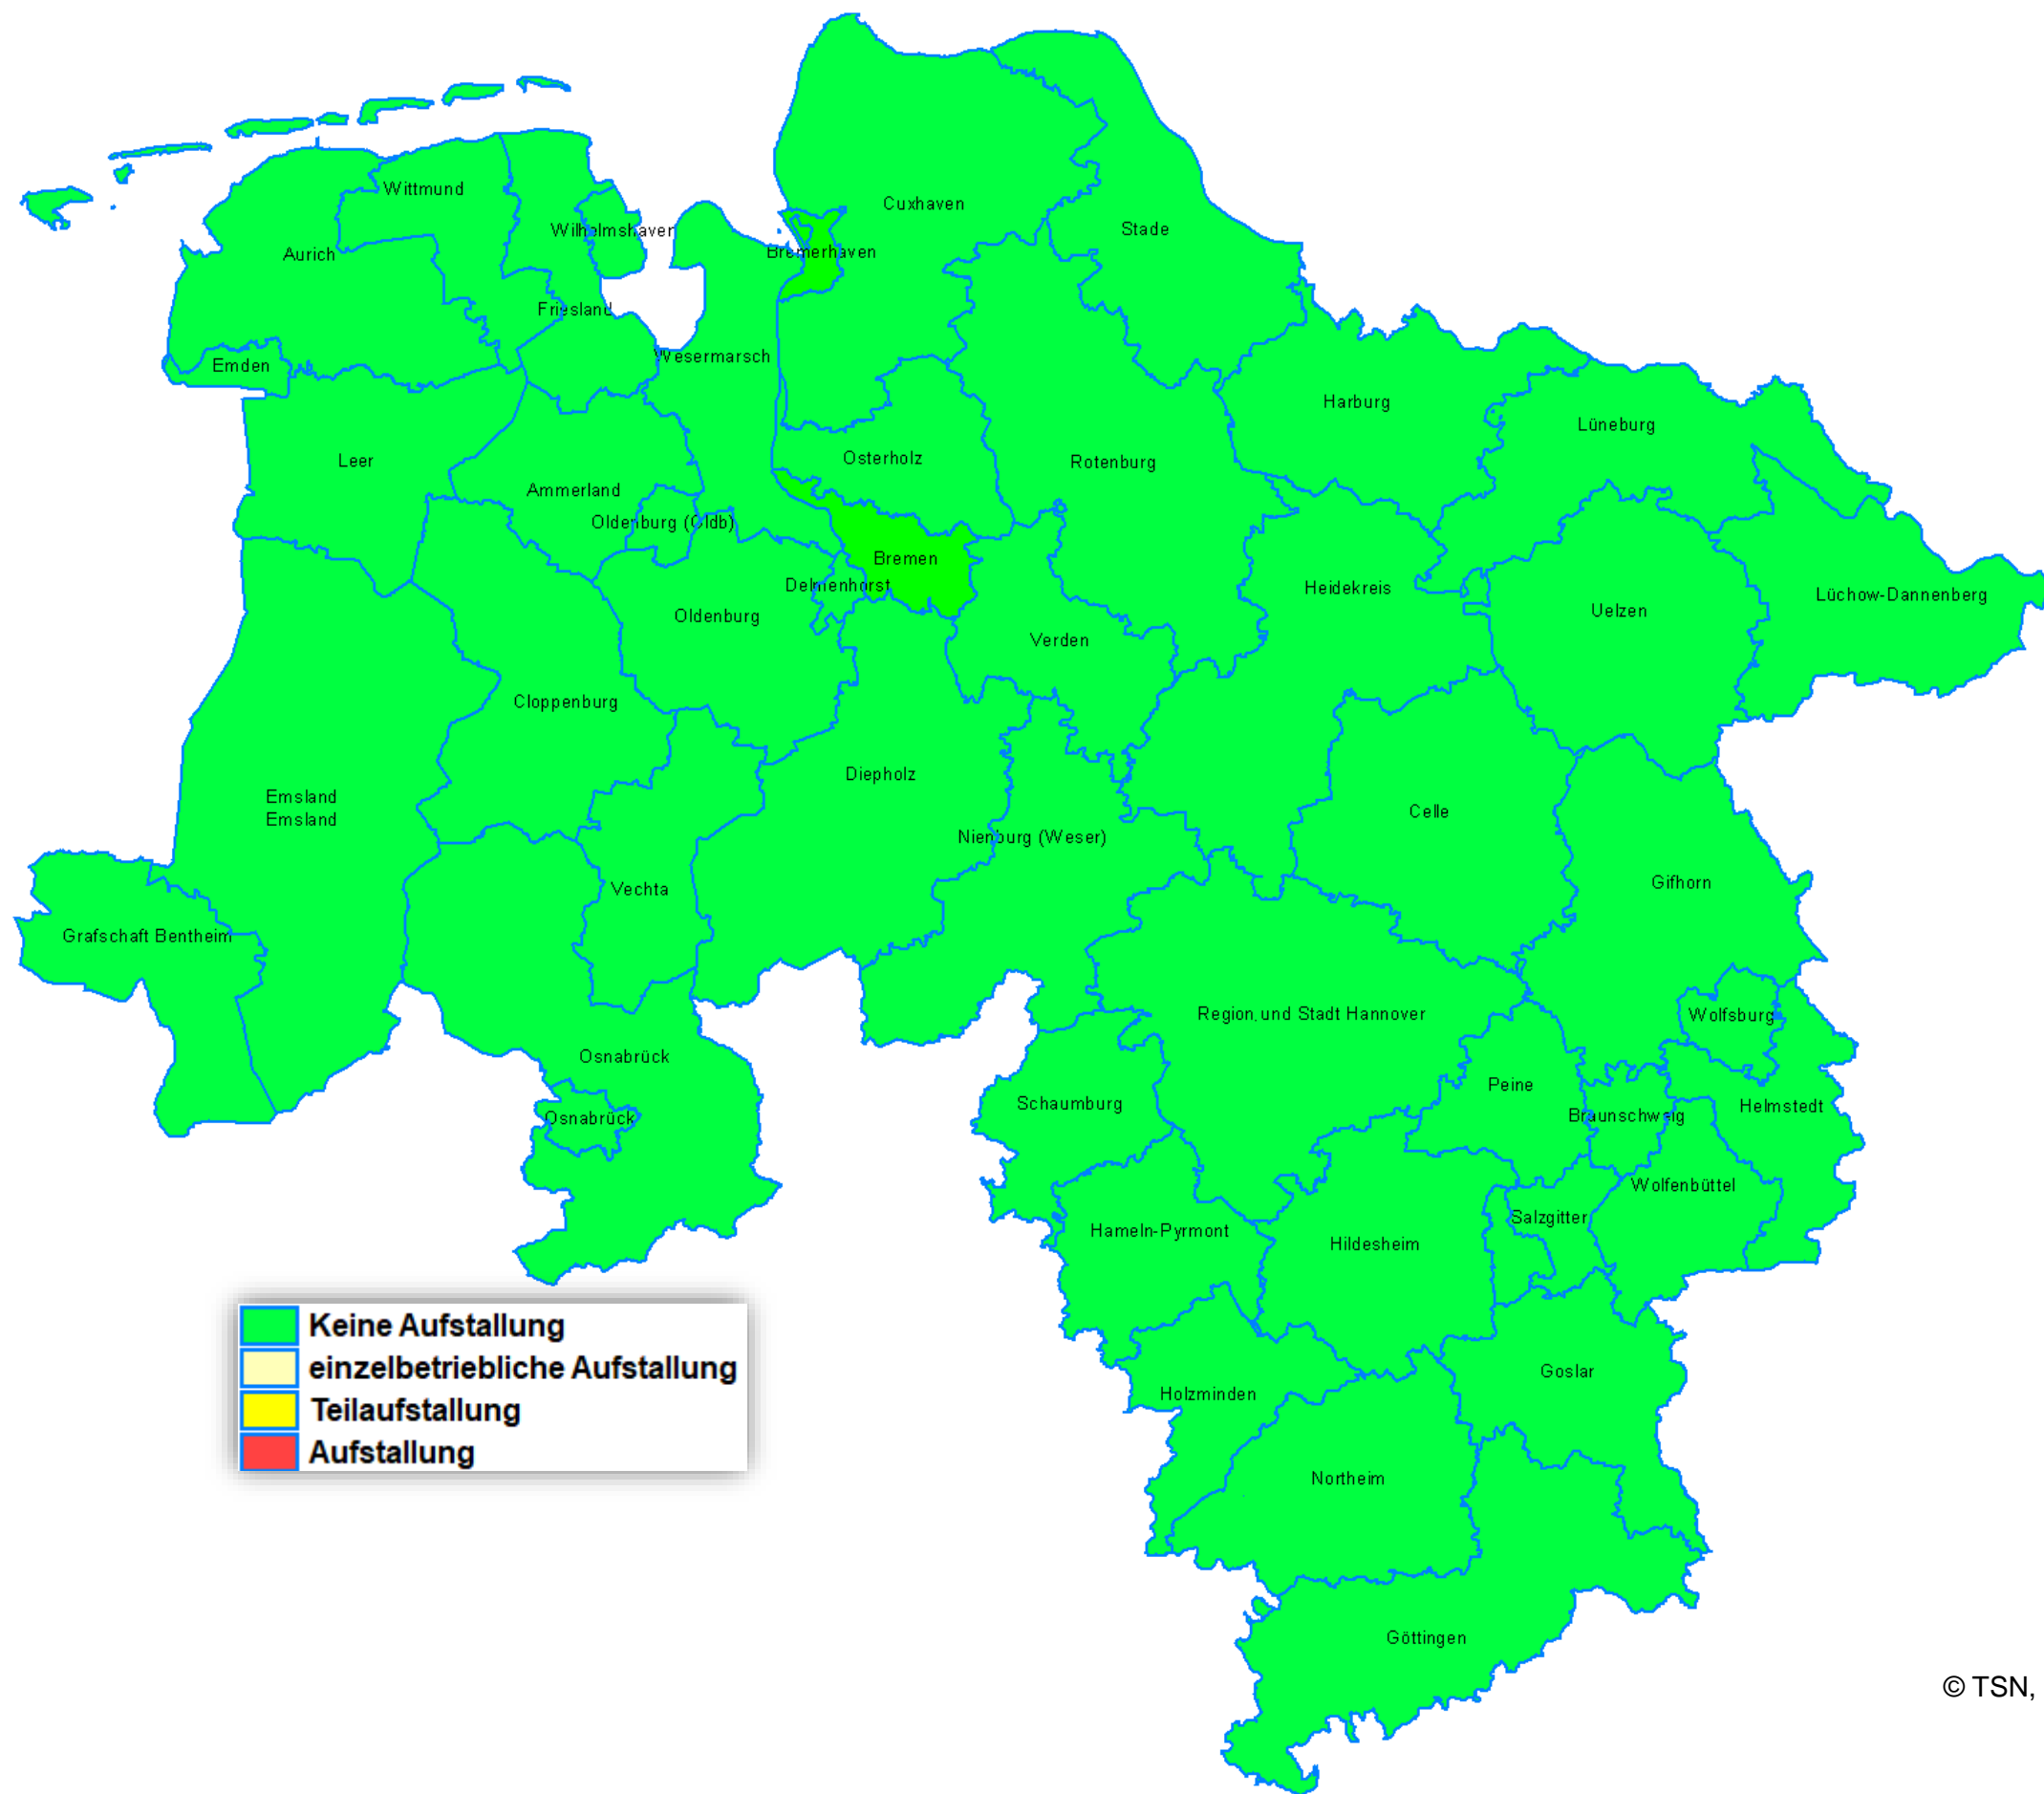 Wittmund
Cuxhaven
Stade
Wilhelmshaven
Aurich
Bremerhaven
Friesland
Wesermarsch
Emden
Harburg
Lüneburg
Leer
Osterholz
Rotenburg
Ammerland
Oldenburg (Oldb)
Bremen
Delmenhorst
Heidekreis
Lüchow-Dannenberg
Uelzen
Oldenburg
Verden
Cloppenburg
Diepholz
Emsland
Emsland
Celle
Nienburg (Weser)
Gifhorn
Vechta
Grafschaft Bentheim
Region und Stadt Hannover
Wolfsburg
Osnabrück
Peine
Schaumburg
Helmstedt
Osnabrück
Braunschweig
Wolfenbüttel
Salzgitter
Hameln-Pyrmont
Hildesheim
Keine Aufstallung
einzelbetriebliche Aufstallung
Teilaufstallung
Aufstallung
Goslar
Holzminden
Northeim
Göttingen
© TSN,